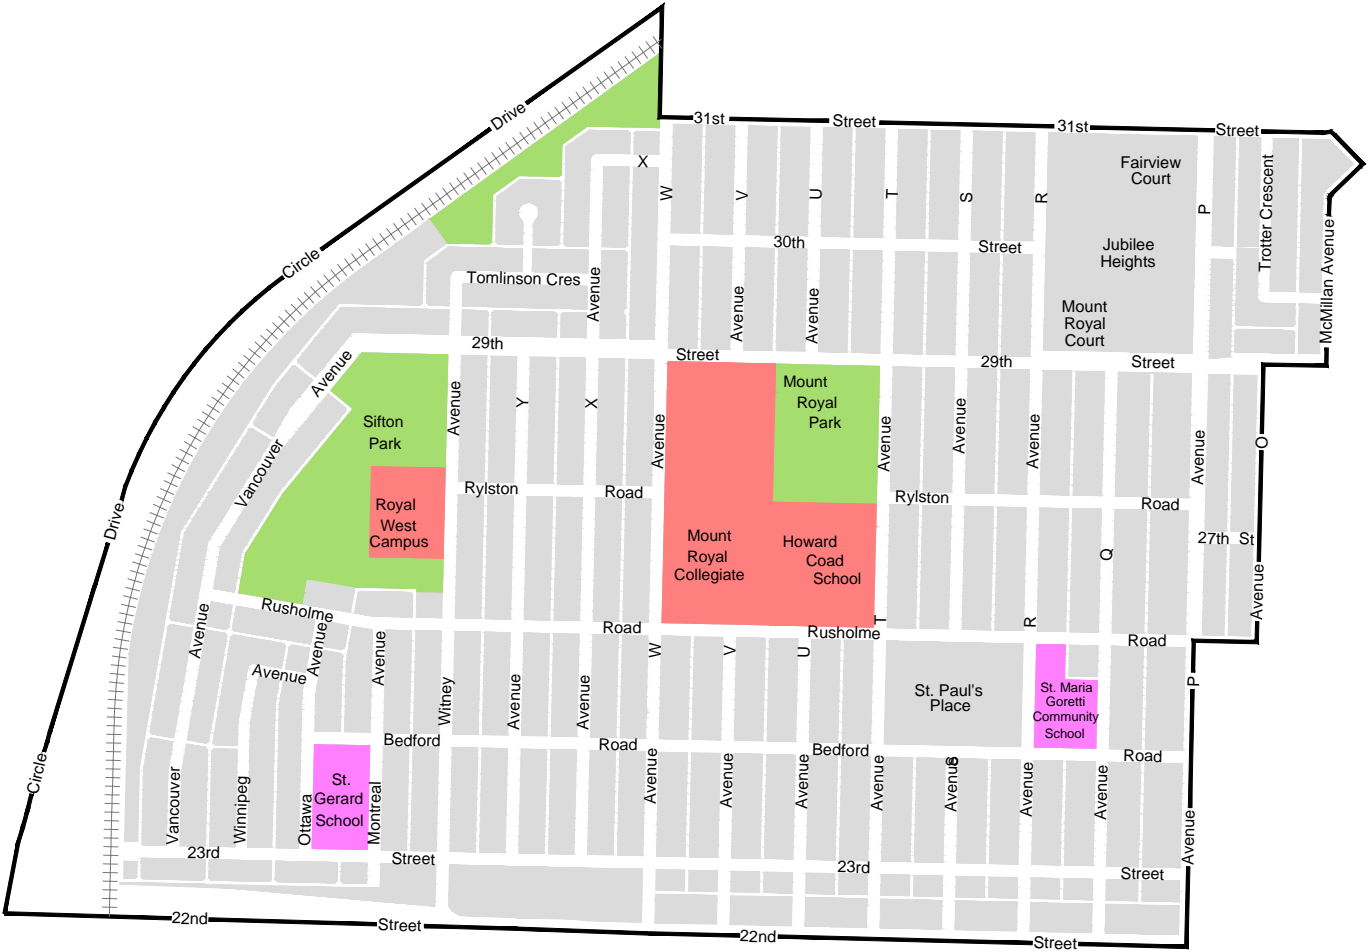 Drive
31st
Street
31st
Street
X
Fairview
Court
W
V
U
T
S
R
P
Trotter Crescent
30th
Street
Jubilee
Heights
Circle
Tomlinson Cres
Avenue
Avenue
Avenue
McMillan Avenue
Mount
Royal
Court
29th
Street
29th
Street
Avenue
Mount
Royal
Park
Avenue
Y
X
Avenue
Avenue
Avenue
Avenue
Avenue
O
Sifton
Park
Vancouver
Rylston
Road
Rylston
Road
Royal
West
Campus
Drive
Mount
Royal
Collegiate
Howard
Coad
School
27th St
Q
Avenue
Rusholme
Road
Rusholme
Road
Avenue
Avenue
Avenue
W
V
U
T
R
Avenue
Witney
Avenue
Avenue
St. Paul's
Place
St. Maria
Goretti
Community
School
P
Bedford
Road
Bedford
Road
Circle
Vancouver
Winnipeg
Ottawa
St.
Gerard
School
Montreal
Avenue
Avenue
Avenue
Avenue
S
Avenue
Avenue
Avenue
Avenue
23rd
Street
23rd
Street
22nd
Street
22nd
Street